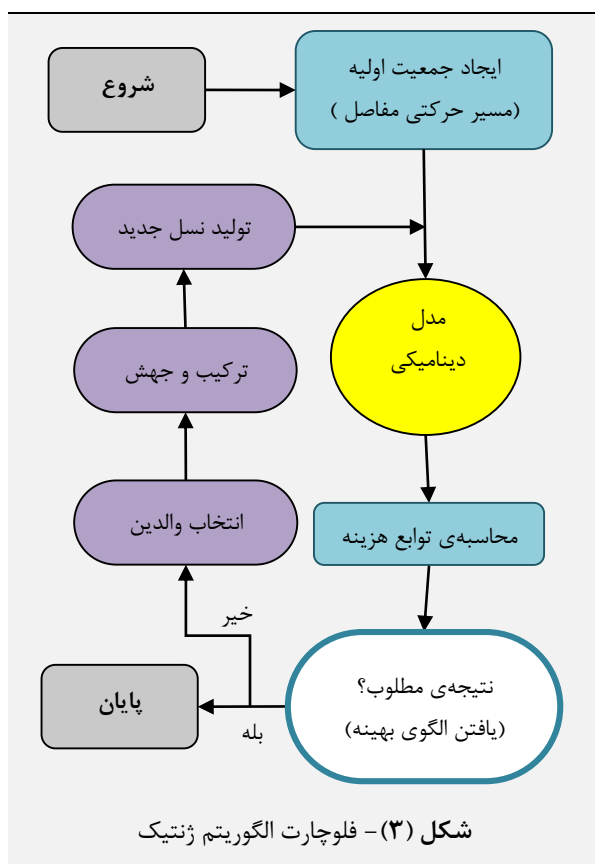 شروع
ایجاد جمعیت اولیه
(مسیر حرکتی مفاصل )
تولید نسل جدید
مدل
دینامیکی
ترکیب و جهش
انتخاب والدین
محاسبه‌ی توابع هزینه
خیر
نتیجه‌ی مطلوب؟
(یافتن الگوی بهینه)
پایان
بله
شکل (۳)- فلوچارت الگوریتم ژنتیک